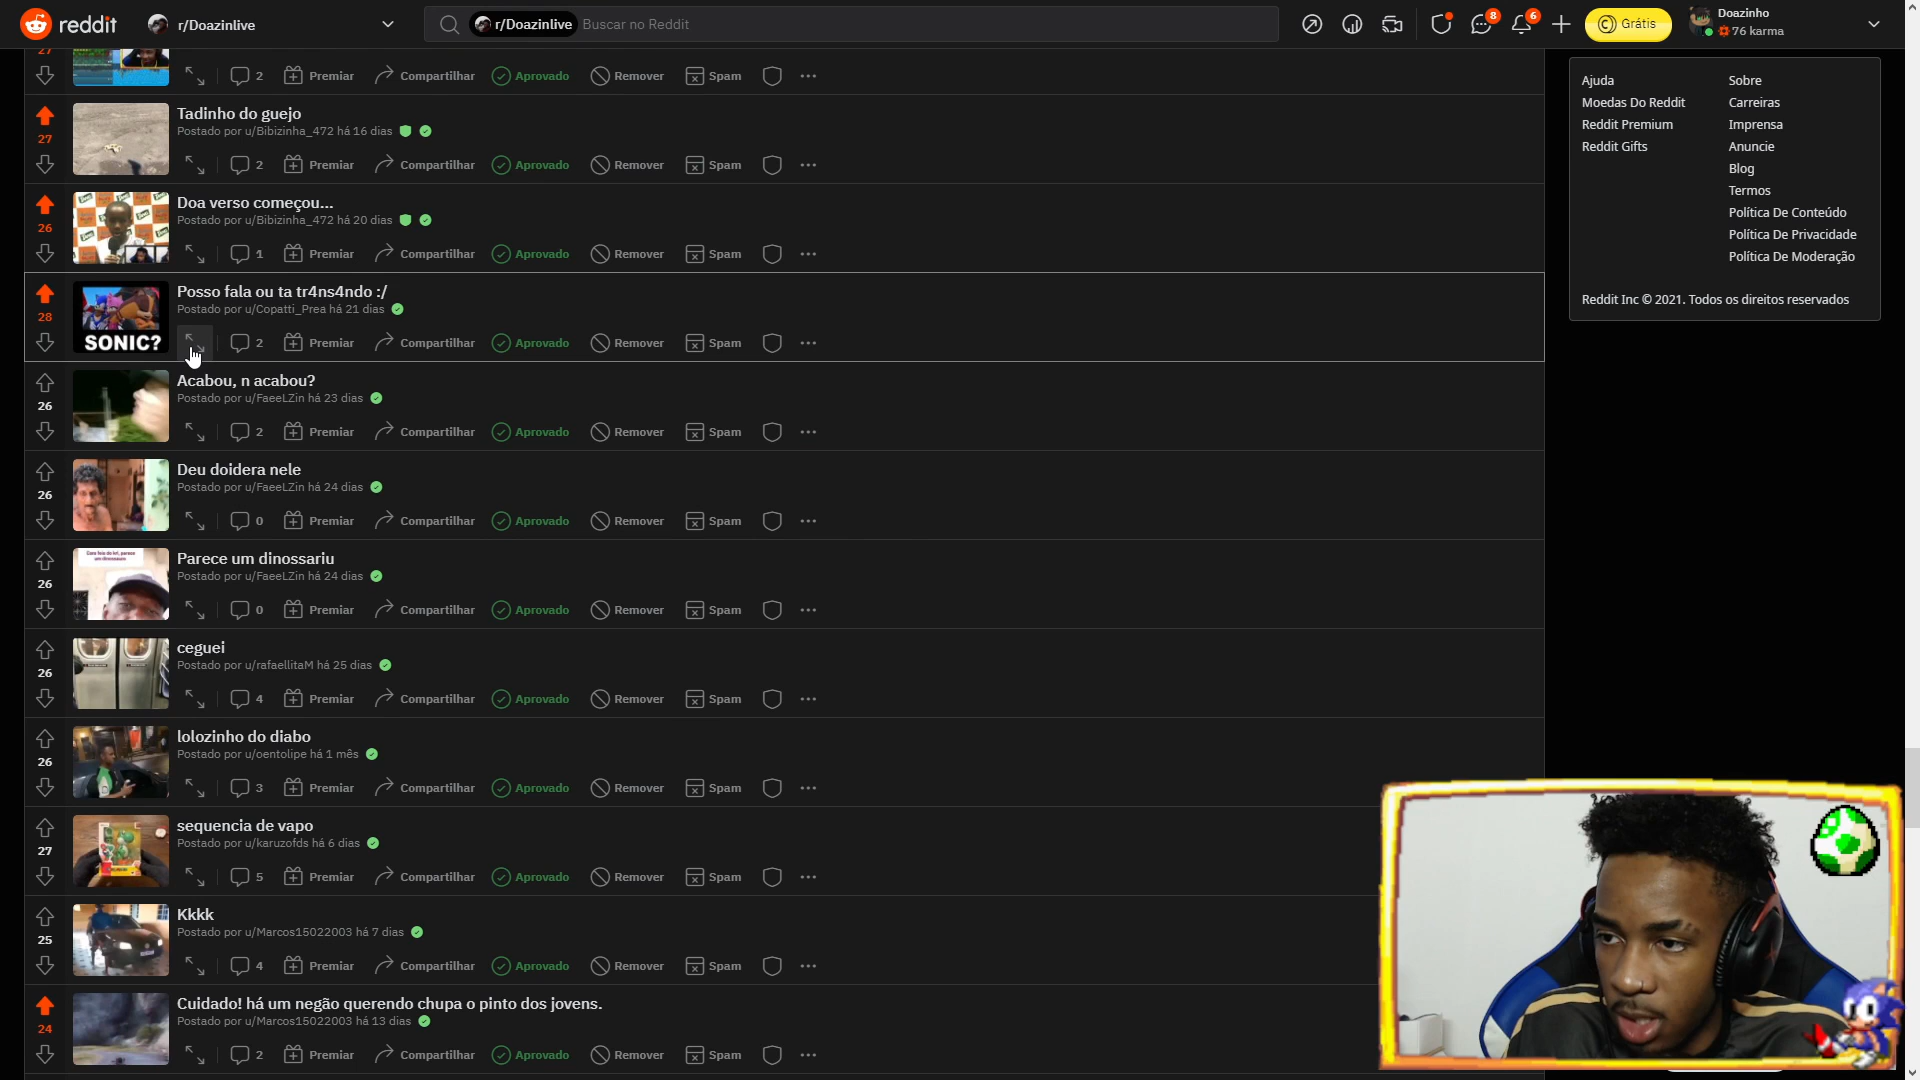 reddit r/Doazinlive r/Doazinlive Buscar no Reddit 8 6 Grátis Doazinho 76 karma
27
2 Premiar Compartilhar Aprovado Remover Spam
Tadinho do guejo
Postado por u/Bibizinha_472 há 16 dias
27
2 Premiar Compartilhar Aprovado Remover Spam
Doa verso começou...
Postado por u/Bibizinha_472 há 20 dias
26
1 Premiar Compartilhar Aprovado Remover Spam
Posso fala ou ta tr4ns4ndo :/
Postado por u/Copatti_Prea há 21 dias
28
SONIC?
2 Premiar Compartilhar Aprovado Remover Spam
Acabou, n acabou?
Postado por u/FaeeLZin há 23 dias
26
2 Premiar Compartilhar Aprovado Remover Spam
Deu doidera nele
Postado por u/FaeeLZin há 24 dias
26
0 Premiar Compartilhar Aprovado Remover Spam
Parece um dinossariu
Postado por u/FaeeLZin há 24 dias
26
0 Premiar Compartilhar Aprovado Remover Spam
ceguei
Postado por u/rafaellitaM há 25 dias
26
4 Premiar Compartilhar Aprovado Remover Spam
lolozinho do diabo
Postado por u/oentolipe há 1 mês
26
3 Premiar Compartilhar Aprovado Remover Spam
sequencia de vapo
Postado por u/karuzofds há 6 dias
27
5 Premiar Compartilhar Aprovado Remover Spam
Kkkk
Postado por u/Marcos15022003 há 7 dias
25
4 Premiar Compartilhar Aprovado Remover Spam
Cuidado! há um negão querendo chupa o pinto dos jovens.
Postado por u/Marcos15022003 há 13 dias
24
2 Premiar Compartilhar Aprovado Remover Spam
Ajuda Sobre
Moedas Do Reddit Carreiras
Reddit Premium Imprensa
Reddit Gifts Anuncie
Blog
Termos
Política De Conteúdo
Política De Privacidade
Política De Moderação
Reddit Inc © 2021. Todos os direitos reservados